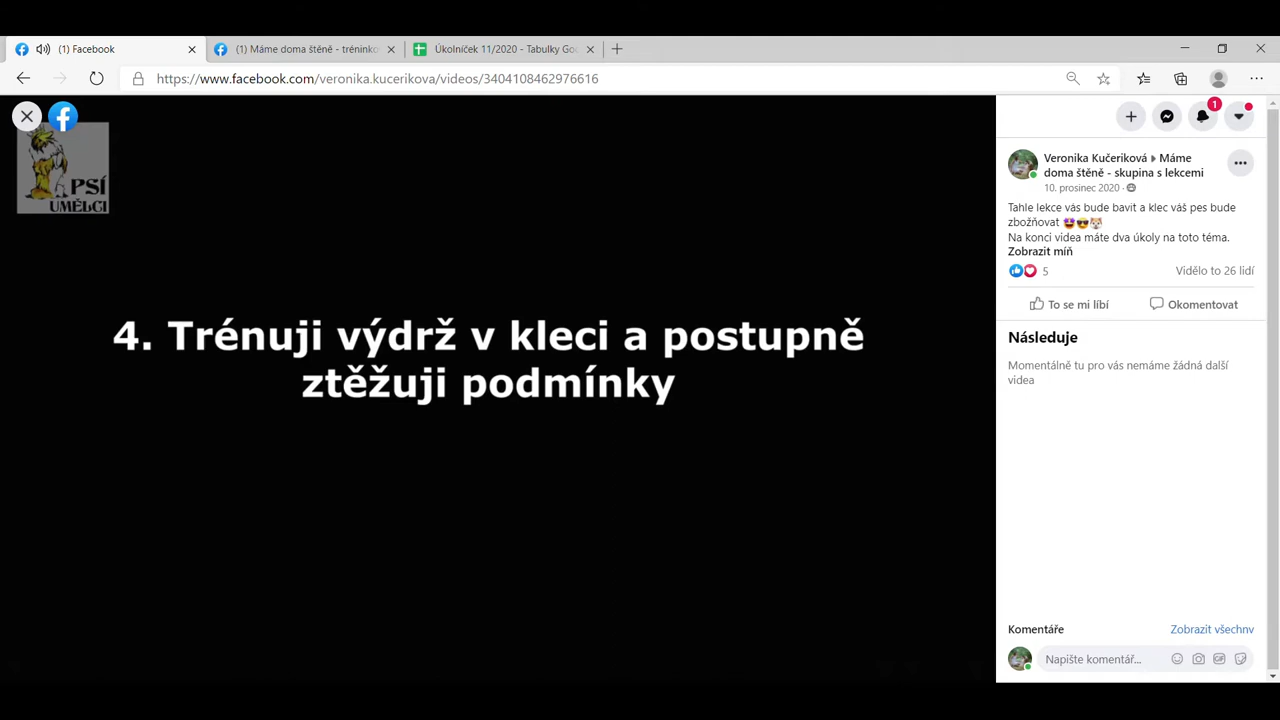 (1) Facebook
(1) Máme doma štěně - trénink
Úkolníček 11/2020 - Tabulky Go
https://www.facebook.com/veronika.kucerikova/videos/3404108462976616
PSÍ
UMĚLCI
4. Trénuji výdrž v kleci a postupně
ztěžuji podmínky
1
Veronika Kučeriková ▸ Máme
doma štěně - skupina s lekcemi
10. prosinec 2020 ·
Tahle lekce vás bude bavit a klec váš pes bude
zbožňovat 🤩😎🐕
Na konci videa máte dva úkoly na toto téma.
Zobrazit míň
5
Vidělo to 26 lidí
To se mi líbí
Okomentovat
Následuje
Momentálně tu pro vás nemáme žádná další
videa
Komentáře
Zobrazit všechny
Napište komentář...
GIF